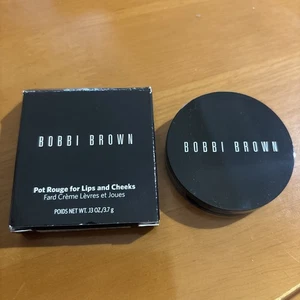 BOBBI BROWN
Pot Rouge for Lips and Cheeks
Fard Crème Lèvres et Joues
POIDS NET WT. .13 OZ./3.7 g
BOBBI BROWN